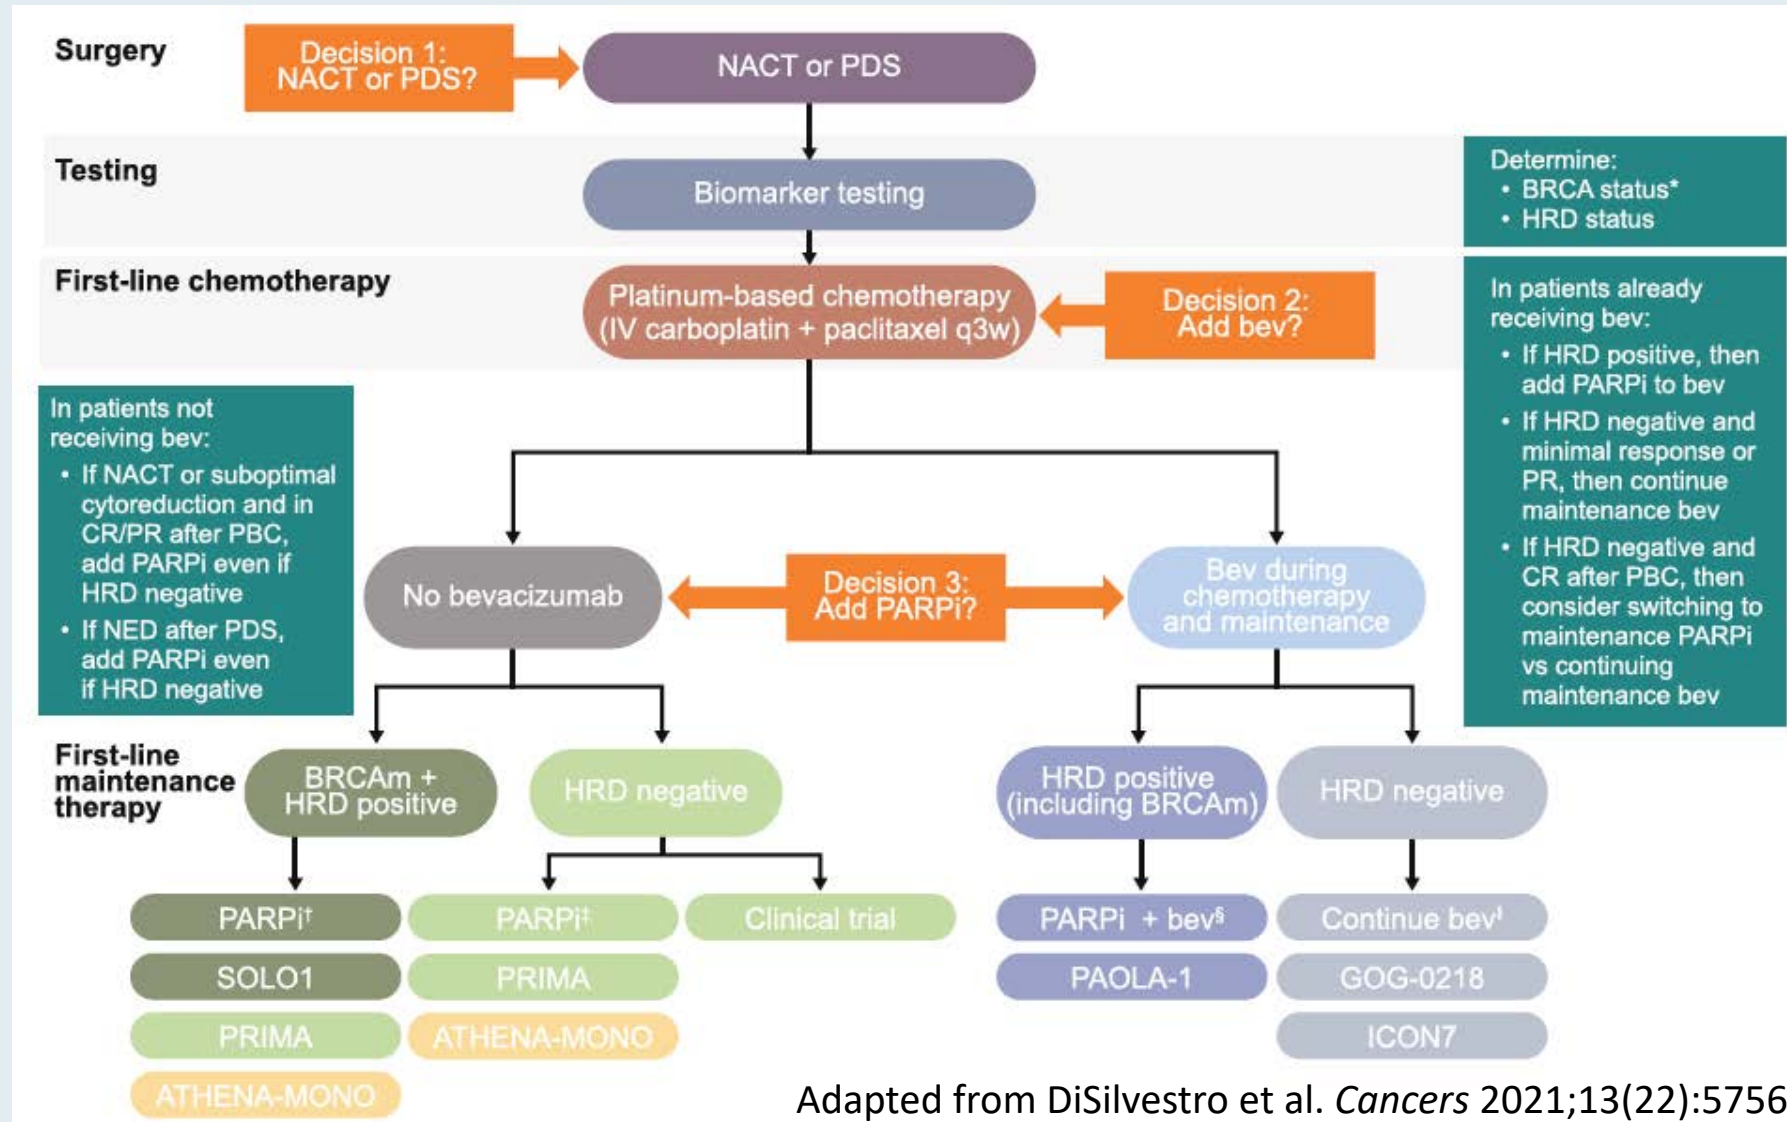 Surgery
Decision 1:
NACT or PDS?
NACT or PDS
Testing
Biomarker testing
Determine:
• BRCA status*
• HRD status
First-line chemotherapy
Platinum-based chemotherapy
(IV carboplatin + paclitaxel q3w)
Decision 2:
Add bev?
In patients already
receiving bev:
• If HRD positive, then
add PARPi to bev
• If HRD negative and
minimal response or
PR, then continue
maintenance bev
• If HRD negative and
CR after PBC, then
consider switching to
maintenance PARPi
vs continuing
maintenance bev
In patients not
receiving bev:
• If NACT or suboptimal
cytoreduction and in
CR/PR after PBC,
add PARPi even if
HRD negative
• If NED after PDS,
add PARPi even
if HRD negative
No bevacizumab
Decision 3:
Add PARPi?
Bev during
chemotherapy
and maintenance
First-line
maintenance
therapy
BRCAm +
HRD positive
HRD negative
HRD positive
(including BRCAm)
HRD negative
PARPi†
PARPi‡
Clinical trial
PARPi + bev§
Continue bev¹
SOLO1
PRIMA
PAOLA-1
GOG-0218
PRIMA
ATHENA-MONO
ICON7
ATHENA-MONO
Adapted from DiSilvestro et al. Cancers 2021;13(22):5756